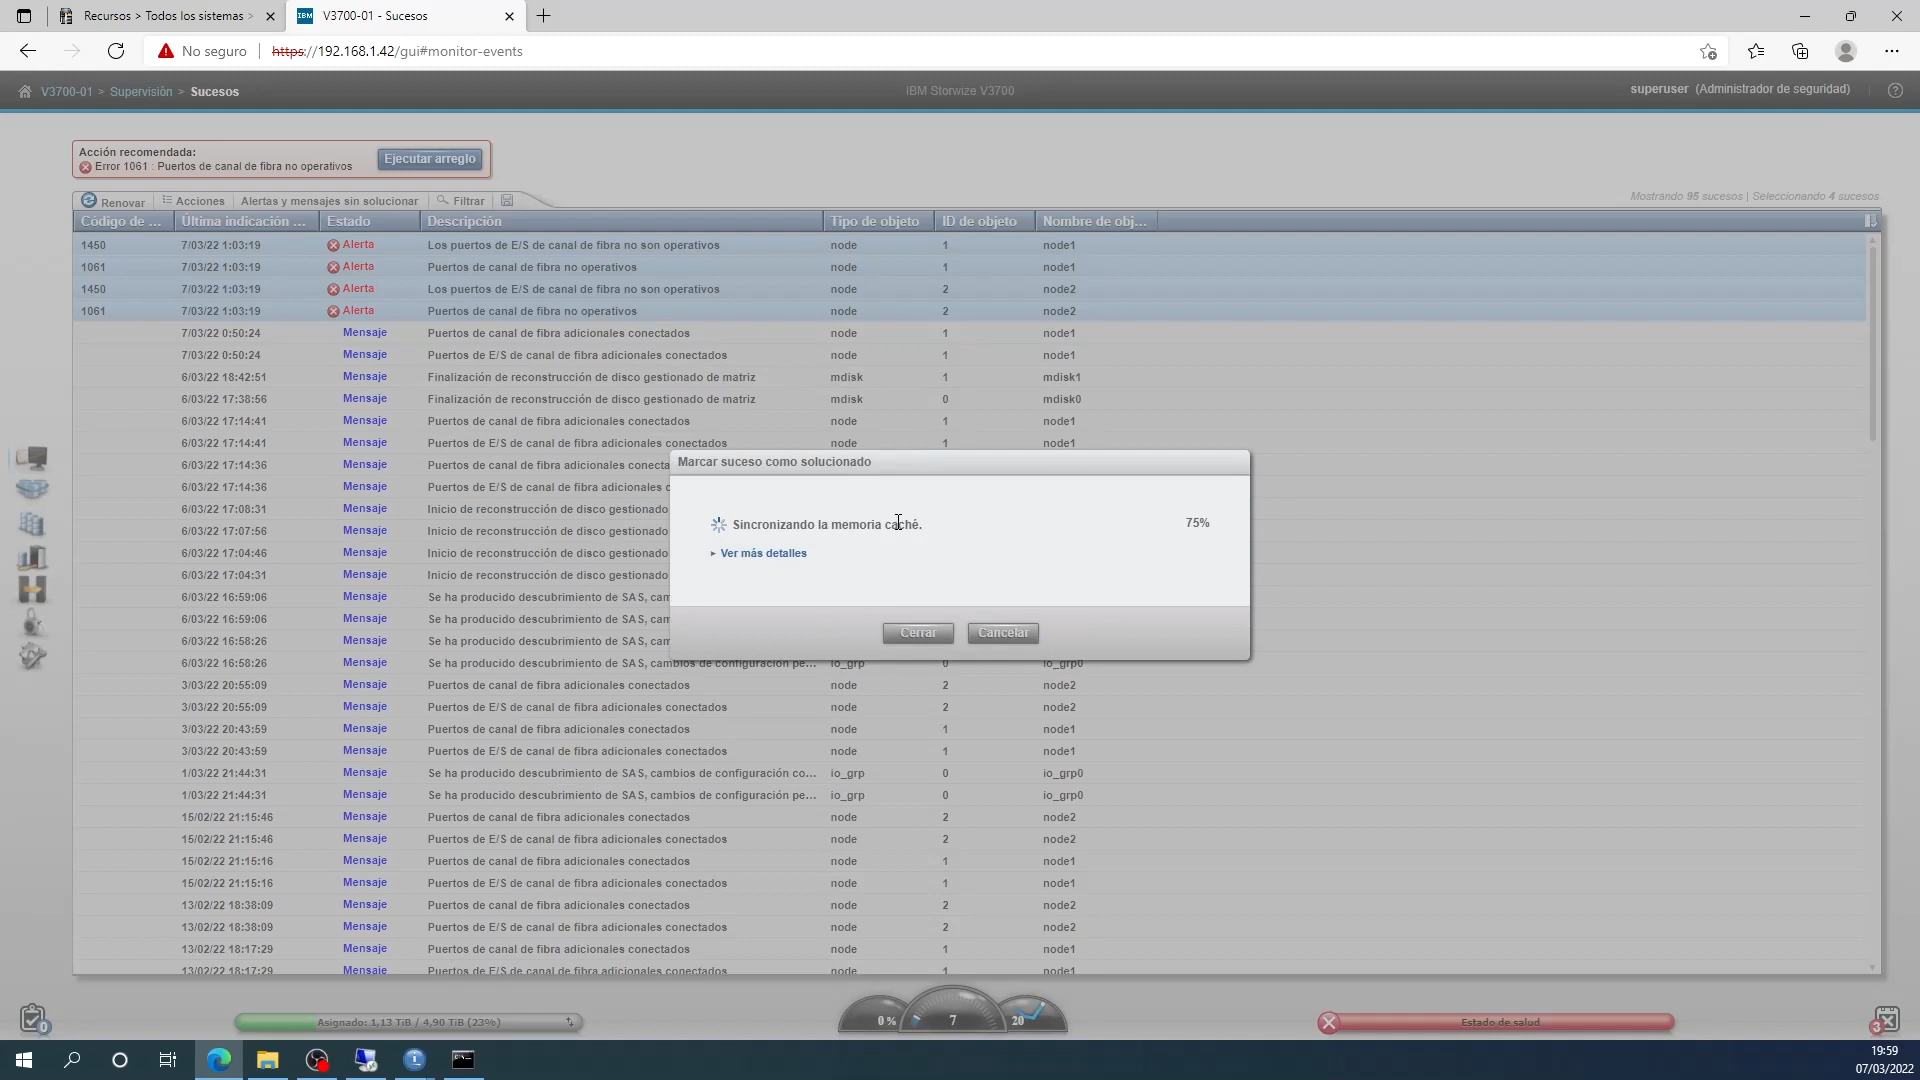 Recursos > Todos los sistemas >
V3700-01 - Sucesos
No seguro
https://192.168.1.42/gui#monitor-events
V3700-01 > Supervisión > Sucesos
IBM Storwize V3700
superuser (Administrador de seguridad)
Acción recomendada:
Error 1061 : Puertos de canal de fibra no operativos
Ejecutar arreglo
Renovar Acciones Alertas y mensajes sin solucionar Filtrar
Mostrando 95 sucesos | Seleccionando 4 sucesos
Código de ... Última indicación ... Estado Descripción Tipo de objeto ID de objeto Nombre de obj...
1450 7/03/22 1:03:19 Alerta Los puertos de E/S de canal de fibra no son operativos node 1 node1
1061 7/03/22 1:03:19 Alerta Puertos de canal de fibra no operativos node 1 node1
1450 7/03/22 1:03:19 Alerta Los puertos de E/S de canal de fibra no son operativos node 2 node2
1061 7/03/22 1:03:19 Alerta Puertos de canal de fibra no operativos node 2 node2
7/03/22 0:50:24 Mensaje Puertos de canal de fibra adicionales conectados node 1 node1
7/03/22 0:50:24 Mensaje Puertos de E/S de canal de fibra adicionales conectados node 1 node1
6/03/22 18:42:51 Mensaje Finalización de reconstrucción de disco gestionado de matriz mdisk 1 mdisk1
6/03/22 17:38:56 Mensaje Finalización de reconstrucción de disco gestionado de matriz mdisk 0 mdisk0
6/03/22 17:14:41 Mensaje Puertos de canal de fibra adicionales conectados node 1 node1
6/03/22 17:14:41 Mensaje Puertos de E/S de canal de fibra adicionales conectados node 1 node1
6/03/22 17:14:36 Mensaje Puertos de canal de fibra adicionales conecta
6/03/22 17:14:36 Mensaje Puertos de E/S de canal de fibra adicionales c
6/03/22 17:08:31 Mensaje Inicio de reconstrucción de disco gestionado
6/03/22 17:07:56 Mensaje Inicio de reconstrucción de disco gestionado
6/03/22 17:04:46 Mensaje Inicio de reconstrucción de disco gestionado
6/03/22 17:04:31 Mensaje Inicio de reconstrucción de disco gestionado
6/03/22 16:59:06 Mensaje Se ha producido descubrimiento de SAS, cam
6/03/22 16:59:06 Mensaje Se ha producido descubrimiento de SAS, cam
6/03/22 16:58:26 Mensaje Se ha producido descubrimiento de SAS, cam
6/03/22 16:58:26 Mensaje Se ha producido descubrimiento de SAS, cambios de configuración pe... io_grp 0 io_grp0
3/03/22 20:55:09 Mensaje Puertos de canal de fibra adicionales conectados node 2 node2
3/03/22 20:55:09 Mensaje Puertos de E/S de canal de fibra adicionales conectados node 2 node2
3/03/22 20:43:59 Mensaje Puertos de canal de fibra adicionales conectados node 1 node1
3/03/22 20:43:59 Mensaje Puertos de E/S de canal de fibra adicionales conectados node 1 node1
1/03/22 21:44:31 Mensaje Se ha producido descubrimiento de SAS, cambios de configuración co... io_grp 0 io_grp0
1/03/22 21:44:31 Mensaje Se ha producido descubrimiento de SAS, cambios de configuración pe... io_grp 0 io_grp0
15/02/22 21:15:46 Mensaje Puertos de canal de fibra adicionales conectados node 2 node2
15/02/22 21:15:46 Mensaje Puertos de E/S de canal de fibra adicionales conectados node 2 node2
15/02/22 21:15:16 Mensaje Puertos de canal de fibra adicionales conectados node 1 node1
15/02/22 21:15:16 Mensaje Puertos de E/S de canal de fibra adicionales conectados node 1 node1
13/02/22 18:38:09 Mensaje Puertos de canal de fibra adicionales conectados node 2 node2
13/02/22 18:38:09 Mensaje Puertos de E/S de canal de fibra adicionales conectados node 2 node2
13/02/22 18:17:29 Mensaje Puertos de canal de fibra adicionales conectados node 1 node1
13/02/22 18:17:29 Mensaje Puertos de E/S de canal de fibra adicionales conectados node 1 node1
Marcar suceso como solucionado
Sincronizando la memoria caché. 75%
Ver más detalles
Cerrar Cancelar
0
Asignado: 1,13 TiB / 4,90 TiB (23%)
0% 7 20
Estado de salud
3
19:59
07/03/2022